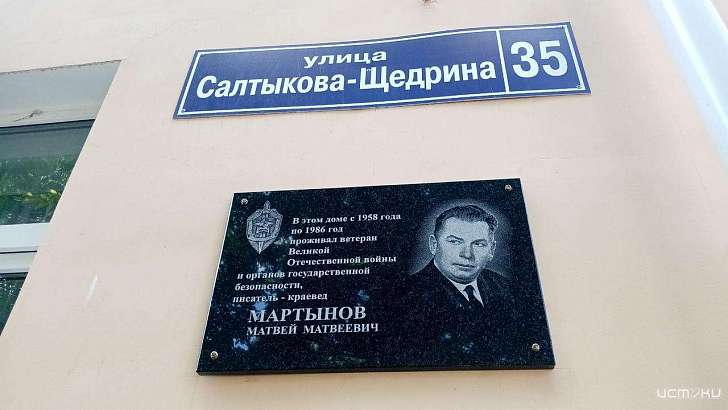 улица
Салтыкова-Щедрина 35
В этом доме с 1958 года
по 1986 год
проживал ветеран
Великой
Отечественной войны
и органов государственной
безопасности,
писатель - краевед
МАРТЫНОВ
МАТВЕЙ МАТВЕЕВИЧ
истоки